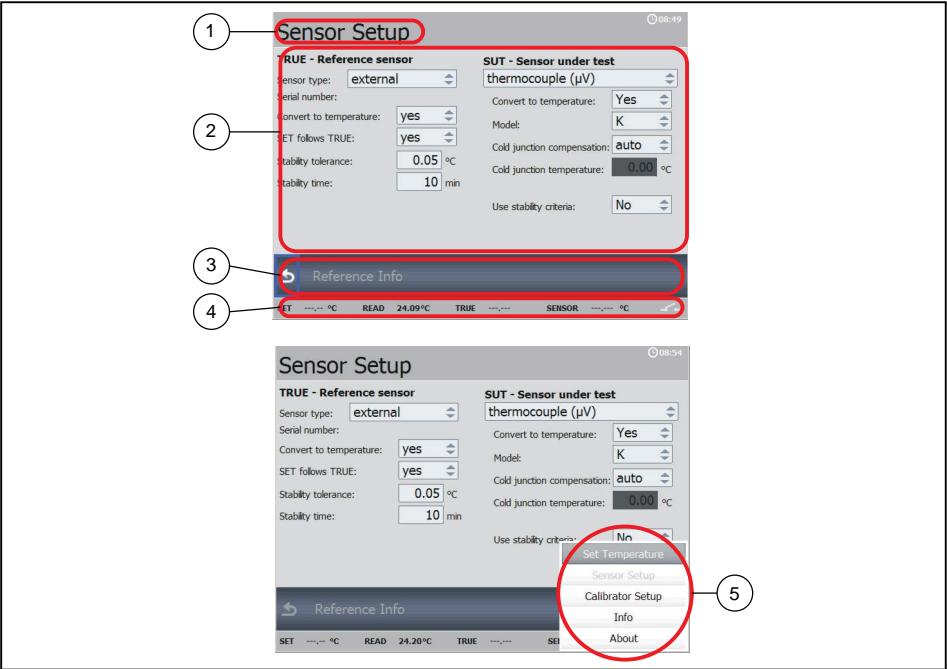 1
08:49
Sensor Setup
TRUE - Reference sensor
Sensor type: external
Serial number:
Convert to temperature: yes
SET follows TRUE: yes
Stability tolerance: 0.05 °C
Stability time: 10 min
SUT - Sensor under test
thermocouple (µV)
Convert to temperature: Yes
Model: K
Cold junction compensation: auto
Cold junction temperature: 0.00 °C
Use stability criteria: No
2
3
Reference Info
4
SET ---.-- °C READ 24.09°C TRUE ---.--- SENSOR ---.--- °C
08:54
Sensor Setup
TRUE - Reference sensor
Sensor type: external
Serial number:
Convert to temperature: yes
SET follows TRUE: yes
Stability tolerance: 0.05 °C
Stability time: 10 min
SUT - Sensor under test
thermocouple (µV)
Convert to temperature: Yes
Model: K
Cold junction compensation: auto
Cold junction temperature: 0.00 °C
Use stability criteria: No
Set Temperature
Sensor Setup
Calibrator Setup
Info
About
5
Reference Info
SET ---.-- °C READ 24.20°C TRUE ---.---